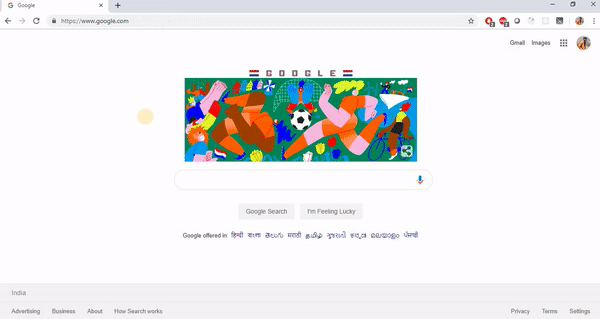 Google
https://www.google.com
Gmail Images
GOOGLE
Google Search I'm Feeling Lucky
Google offered in: हिन्दी বাংলা తెలుగు मराठी தமிழ் ગુજરાતી ಕನ್ನಡ മലയാളം ਪੰਜਾਬੀ
India
Advertising Business About How Search works Privacy Terms Settings